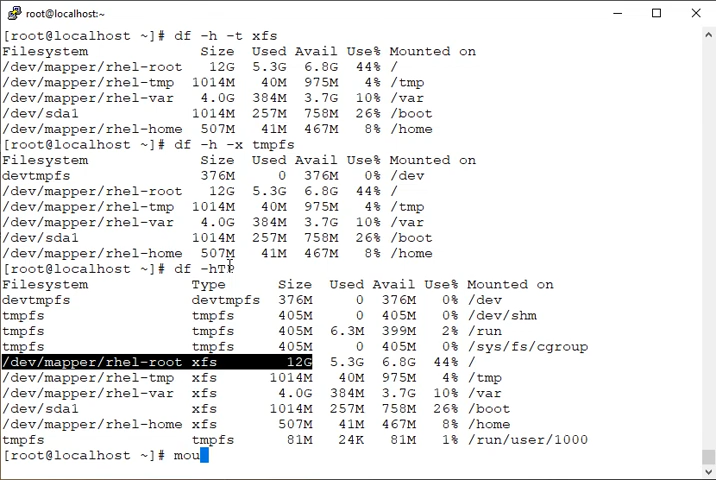 root@localhost:~
[root@localhost ~]# df -h -t xfs
Filesystem             Size  Used Avail Use% Mounted on
/dev/mapper/rhel-root   12G  5.3G  6.8G  44% /
/dev/mapper/rhel-tmp  1014M   40M  975M   4% /tmp
/dev/mapper/rhel-var   4.0G  384M  3.7G  10% /var
/dev/sda1             1014M  257M  758M  26% /boot
/dev/mapper/rhel-home  507M   41M  467M   8% /home
[root@localhost ~]# df -h -x tmpfs
Filesystem             Size  Used Avail Use% Mounted on
devtmpfs               376M     0  376M   0% /dev
/dev/mapper/rhel-root   12G  5.3G  6.8G  44% /
/dev/mapper/rhel-tmp  1014M   40M  975M   4% /tmp
/dev/mapper/rhel-var   4.0G  384M  3.7G  10% /var
/dev/sda1             1014M  257M  758M  26% /boot
/dev/mapper/rhel-home  507M   41M  467M   8% /home
[root@localhost ~]# df -hTP
Filesystem            Type      Size  Used Avail Use% Mounted on
devtmpfs              devtmpfs  376M     0  376M   0% /dev
tmpfs                 tmpfs     405M     0  405M   0% /dev/shm
tmpfs                 tmpfs     405M  6.3M  399M   2% /run
tmpfs                 tmpfs     405M     0  405M   0% /sys/fs/cgroup
/dev/mapper/rhel-root xfs        12G  5.3G  6.8G  44% /
/dev/mapper/rhel-tmp  xfs      1014M   40M  975M   4% /tmp
/dev/mapper/rhel-var  xfs       4.0G  384M  3.7G  10% /var
/dev/sda1             xfs      1014M  257M  758M  26% /boot
/dev/mapper/rhel-home xfs       507M   41M  467M   8% /home
tmpfs                 tmpfs      81M   24K   81M   1% /run/user/1000
[root@localhost ~]# mou